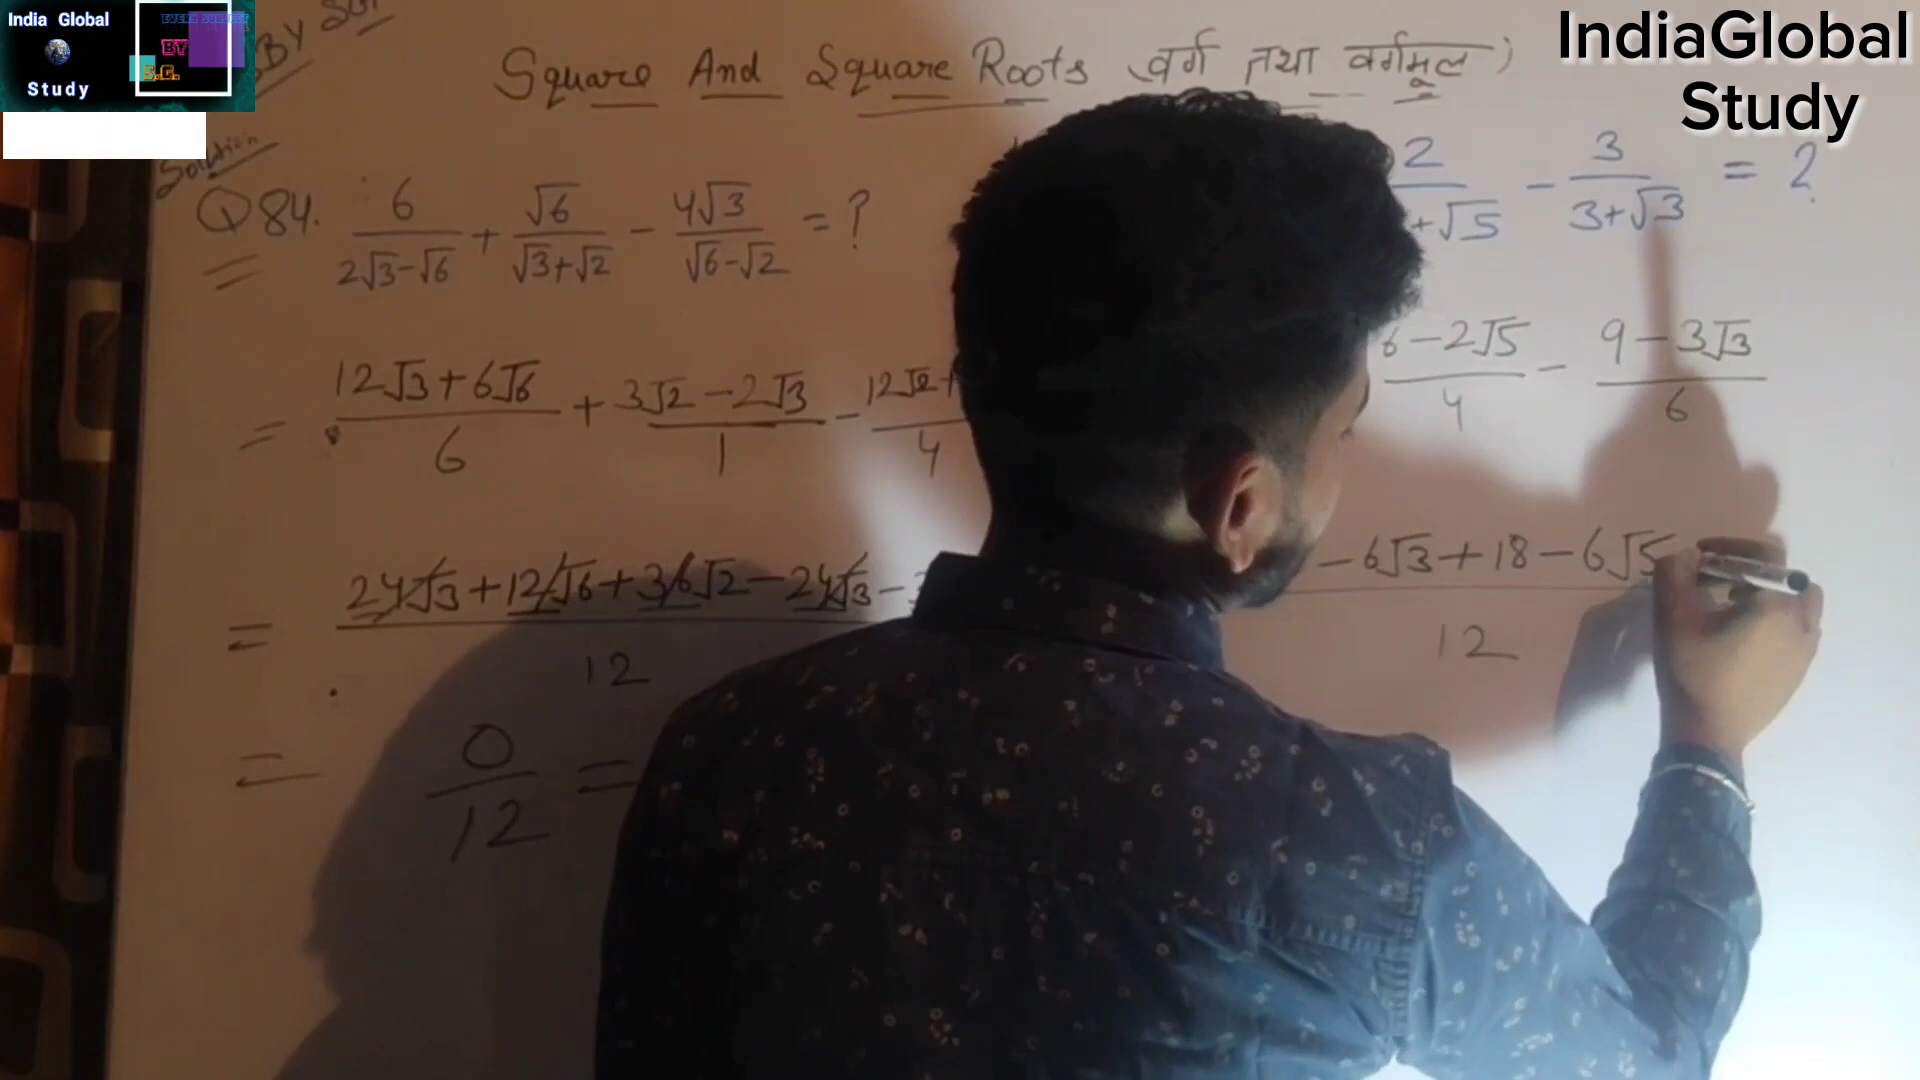 India Global
Study
EVERY SUBJECT
BY
S.G.
IndiaGlobal
Study
Square And Square Roots (वर्ग तथा वर्गमूल)
Solution
Q84. 6/(2√3-√6) + √6/(√3+√2) - 4√3/(√6-√2) = ?
= (12√3+6√6)/6 + (3√2-2√3)/1 - 12√2+ /4
= 24√3+12√6+36√2-24√3- /12
= 0/12 =
2/ +√5 - 3/(3+√3) = ?
6-2√5/4 - (9-3√3)/6
-6√3+18-6√5/12